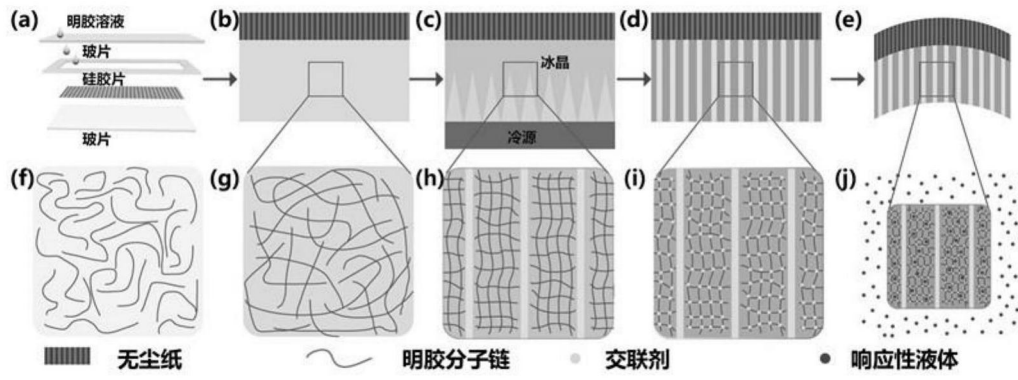 (a)
明胶溶液
玻片
硅胶片
玻片
(b)
(c)
冰晶
冷源
(d)
(e)
(f)
(g)
(h)
(i)
(j)
无尘纸
明胶分子链
交联剂
响应性液体